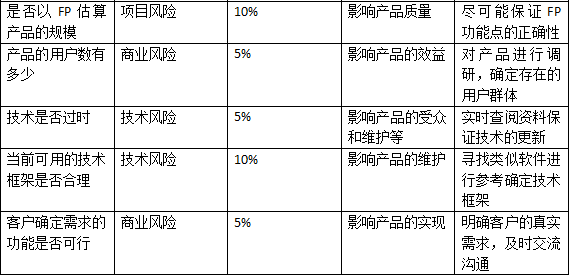 是否以 FP 估算
产品的规模
项目风险
10%
影响产品质量
尽可能保证 FP
功能点的正确性
产品的用户数有
多少
商业风险
5%
影响产品的效益
对产品进行调
研，确定存在的
用户群体
技术是否过时
技术风险
5%
影响产品的受众
和维护等
实时查阅资料保
证技术的更新
当前可用的技术
框架是否合理
技术风险
10%
影响产品的维护
寻找类似软件进
行参考确定技术
框架
客户确定需求的
功能是否可行
商业风险
5%
影响产品的实现
明确客户的真实
需求，及时交流
沟通